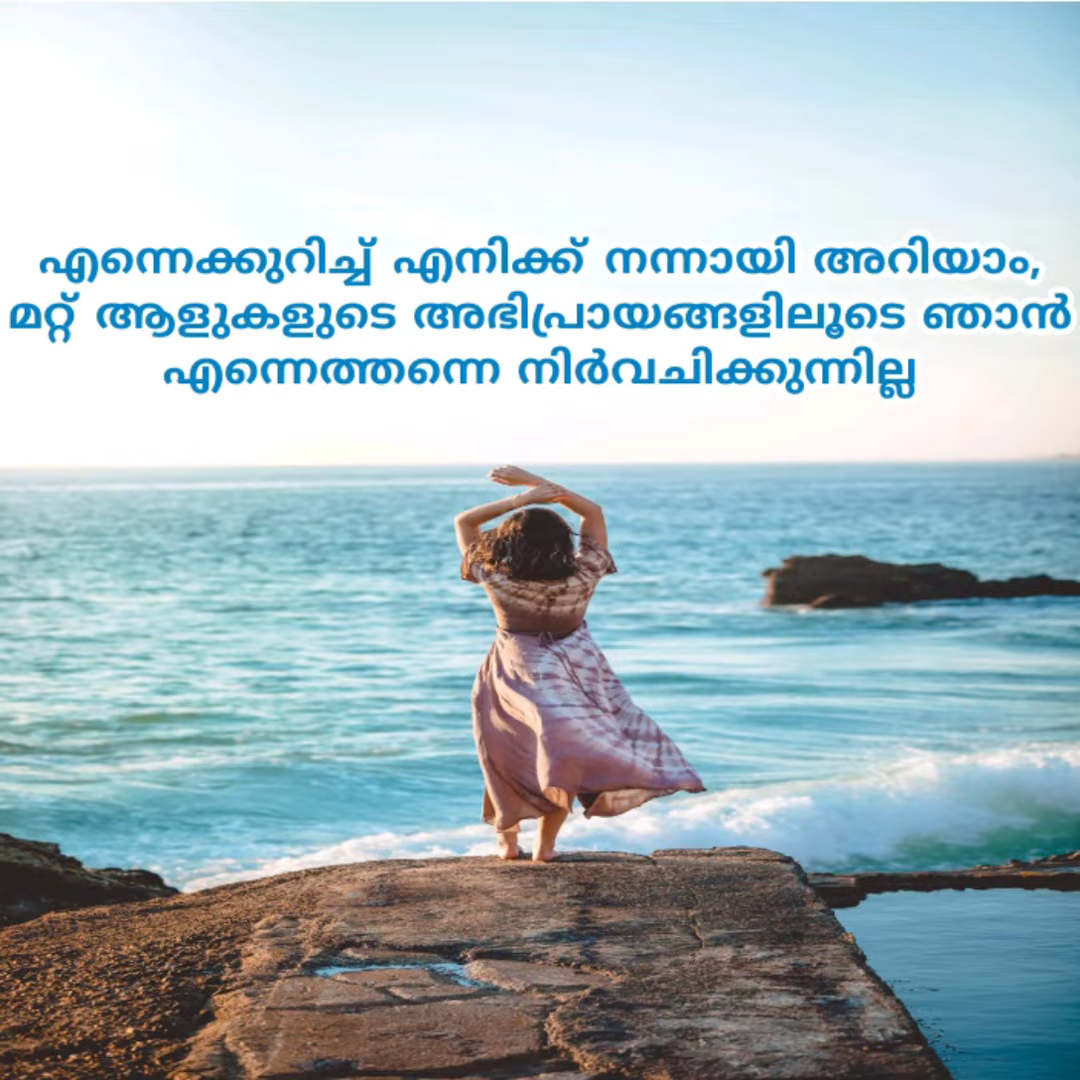 എന്നെക്കുറിച്ച് എനിക്ക് നന്നായി അറിയാം,
മറ്റ് ആളുകളുടെ അഭിപ്രായങ്ങളിലൂടെ ഞാൻ
എന്നെത്തന്നെ നിർവചിക്കുന്നില്ല